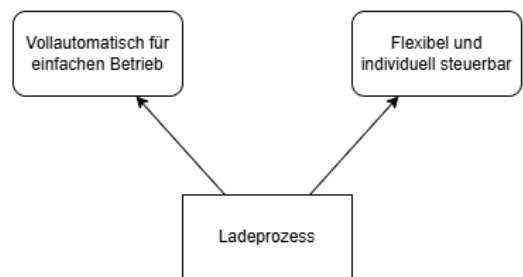 Vollautomatisch für
einfachen Betrieb
Flexibel und
individuell steuerbar
Ladeprozess